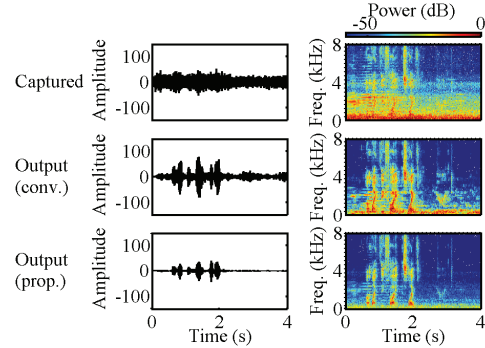 Power (dB)
-50 0
Captured
Amplitude
100
0
-100
Freq. (kHz)
8
4
0
Output
(conv.)
Amplitude
100
0
-100
Freq. (kHz)
8
4
0
Output
(prop.)
Amplitude
100
0
-100
0 2 4
Time (s)
Freq. (kHz)
8
4
0
0 2 4
Time (s)